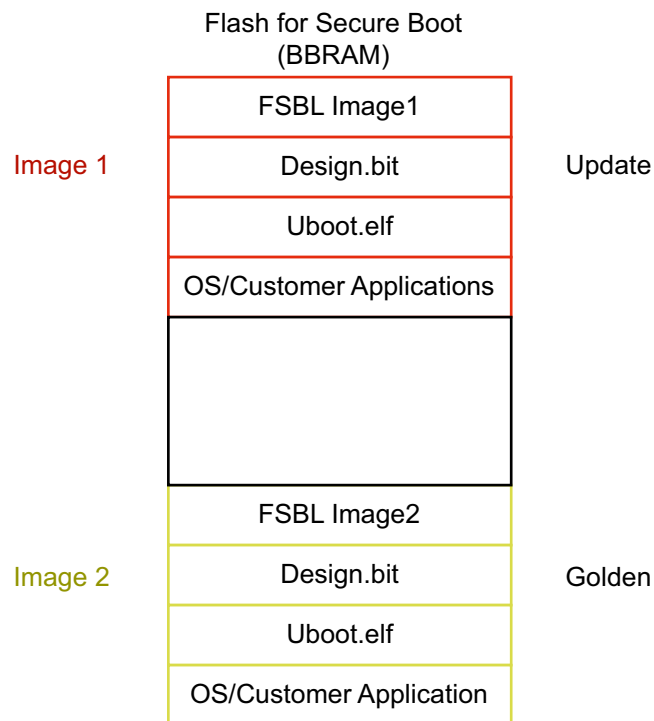 Flash for Secure Boot
(BBRAM)
FSBL Image1
Image 1
Design.bit
Update
Uboot.elf
OS/Customer Applications
FSBL Image2
Image 2
Design.bit
Golden
Uboot.elf
OS/Customer Application